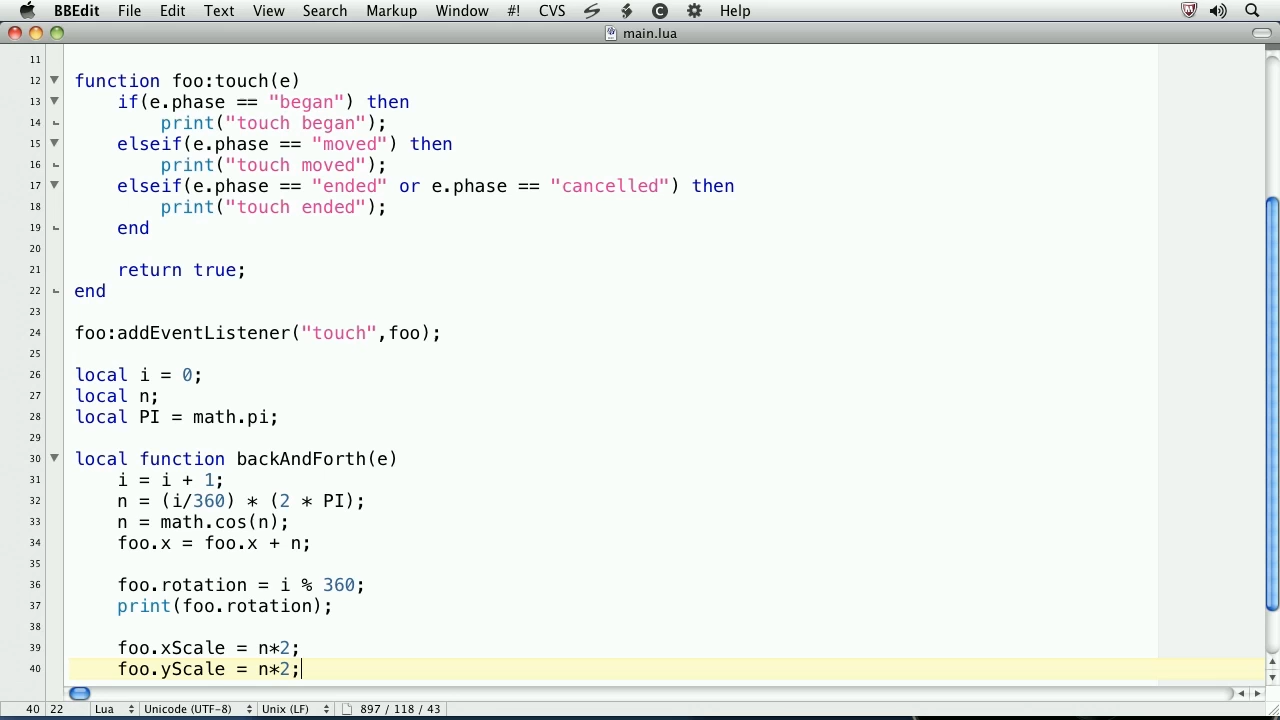 BBEdit File Edit Text View Search Markup Window #! CVS Help
main.lua
11
12 function foo:touch(e)
13 if(e.phase == "began") then
14 print("touch began");
15 elseif(e.phase == "moved") then
16 print("touch moved");
17 elseif(e.phase == "ended" or e.phase == "cancelled") then
18 print("touch ended");
19 end
20
21 return true;
22 end
23
24 foo:addEventListener("touch",foo);
25
26 local i = 0;
27 local n;
28 local PI = math.pi;
29
30 local function backAndForth(e)
31 i = i + 1;
32 n = (i/360) * (2 * PI);
33 n = math.cos(n);
34 foo.x = foo.x + n;
35
36 foo.rotation = i % 360;
37 print(foo.rotation);
38
39 foo.xScale = n*2;
40 foo.yScale = n*2;
40 22 Lua Unicode (UTF-8) Unix (LF) 897 / 118 / 43